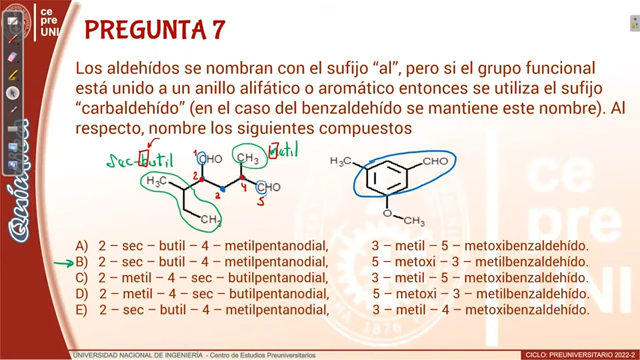 ce
pre
UNI
PREGUNTA 7
Los aldehídos se nombran con el sufijo “al”, pero si el grupo funcional
está unido a un anillo alifático o aromático entonces se utiliza el sufijo
“carbaldehído” (en el caso del benzaldehído se mantiene este nombre). Al
respecto, nombre los siguientes compuestos
Sec-butil
1
CHO
CH₃
metil
2
3
4
CHO
5
H₃C
CH₃
H₃C
CHO
O
CH₃
A) 2 – sec – butil – 4 – metilpentanodial, 3 – metil – 5 – metoxibenzaldehído.
B) 2 – sec – butil – 4 – metilpentanodial, 5 – metoxi – 3 – metilbenzaldehído.
C) 2 – metil – 4 – sec – butilpentanodial, 3 – metil – 5 – metoxibenzaldehído.
D) 2 – metil – 4 – sec – butilpentanodial, 5 – metoxi – 3 – metilbenzaldehído.
E) 2 – sec – butil – 4 – metilpentanodial, 3 – metil – 4 – metoxibenzaldehído.
Química
ce
pre
UNI
1876
UNIVERSIDAD NACIONAL DE INGENIERÍA - Centro de Estudios Preuniversitarios
CICLO: PREUNIVERSITARIO 2022-2